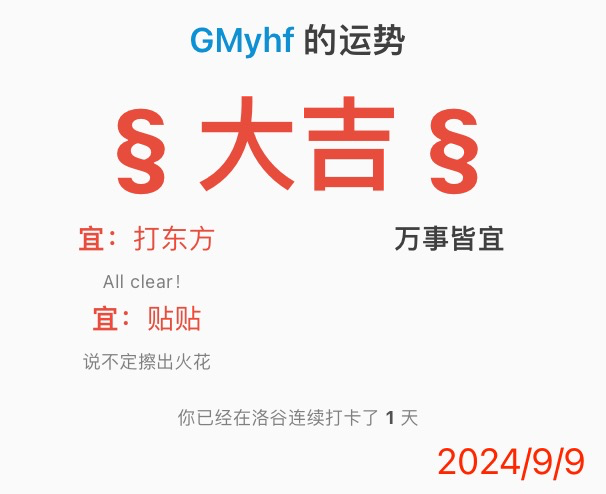 GMyhf 的运势
§ 大吉 §
宜：打东方
万事皆宜
All clear！
宜：贴贴
说不定擦出火花
你已经在洛谷连续打卡了 1 天
2024/9/9